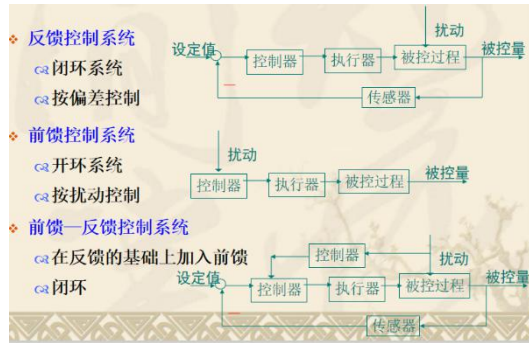 反馈控制系统
闭环系统
按偏差控制
设定值
控制器
执行器
被控过程
扰动
被控量
传感器
前馈控制系统
开环系统
按扰动控制
扰动
控制器
执行器
被控过程
被控量
前馈—反馈控制系统
在反馈的基础上加入前馈
闭环
控制器
扰动
设定值
控制器
执行器
被控过程
被控量
传感器